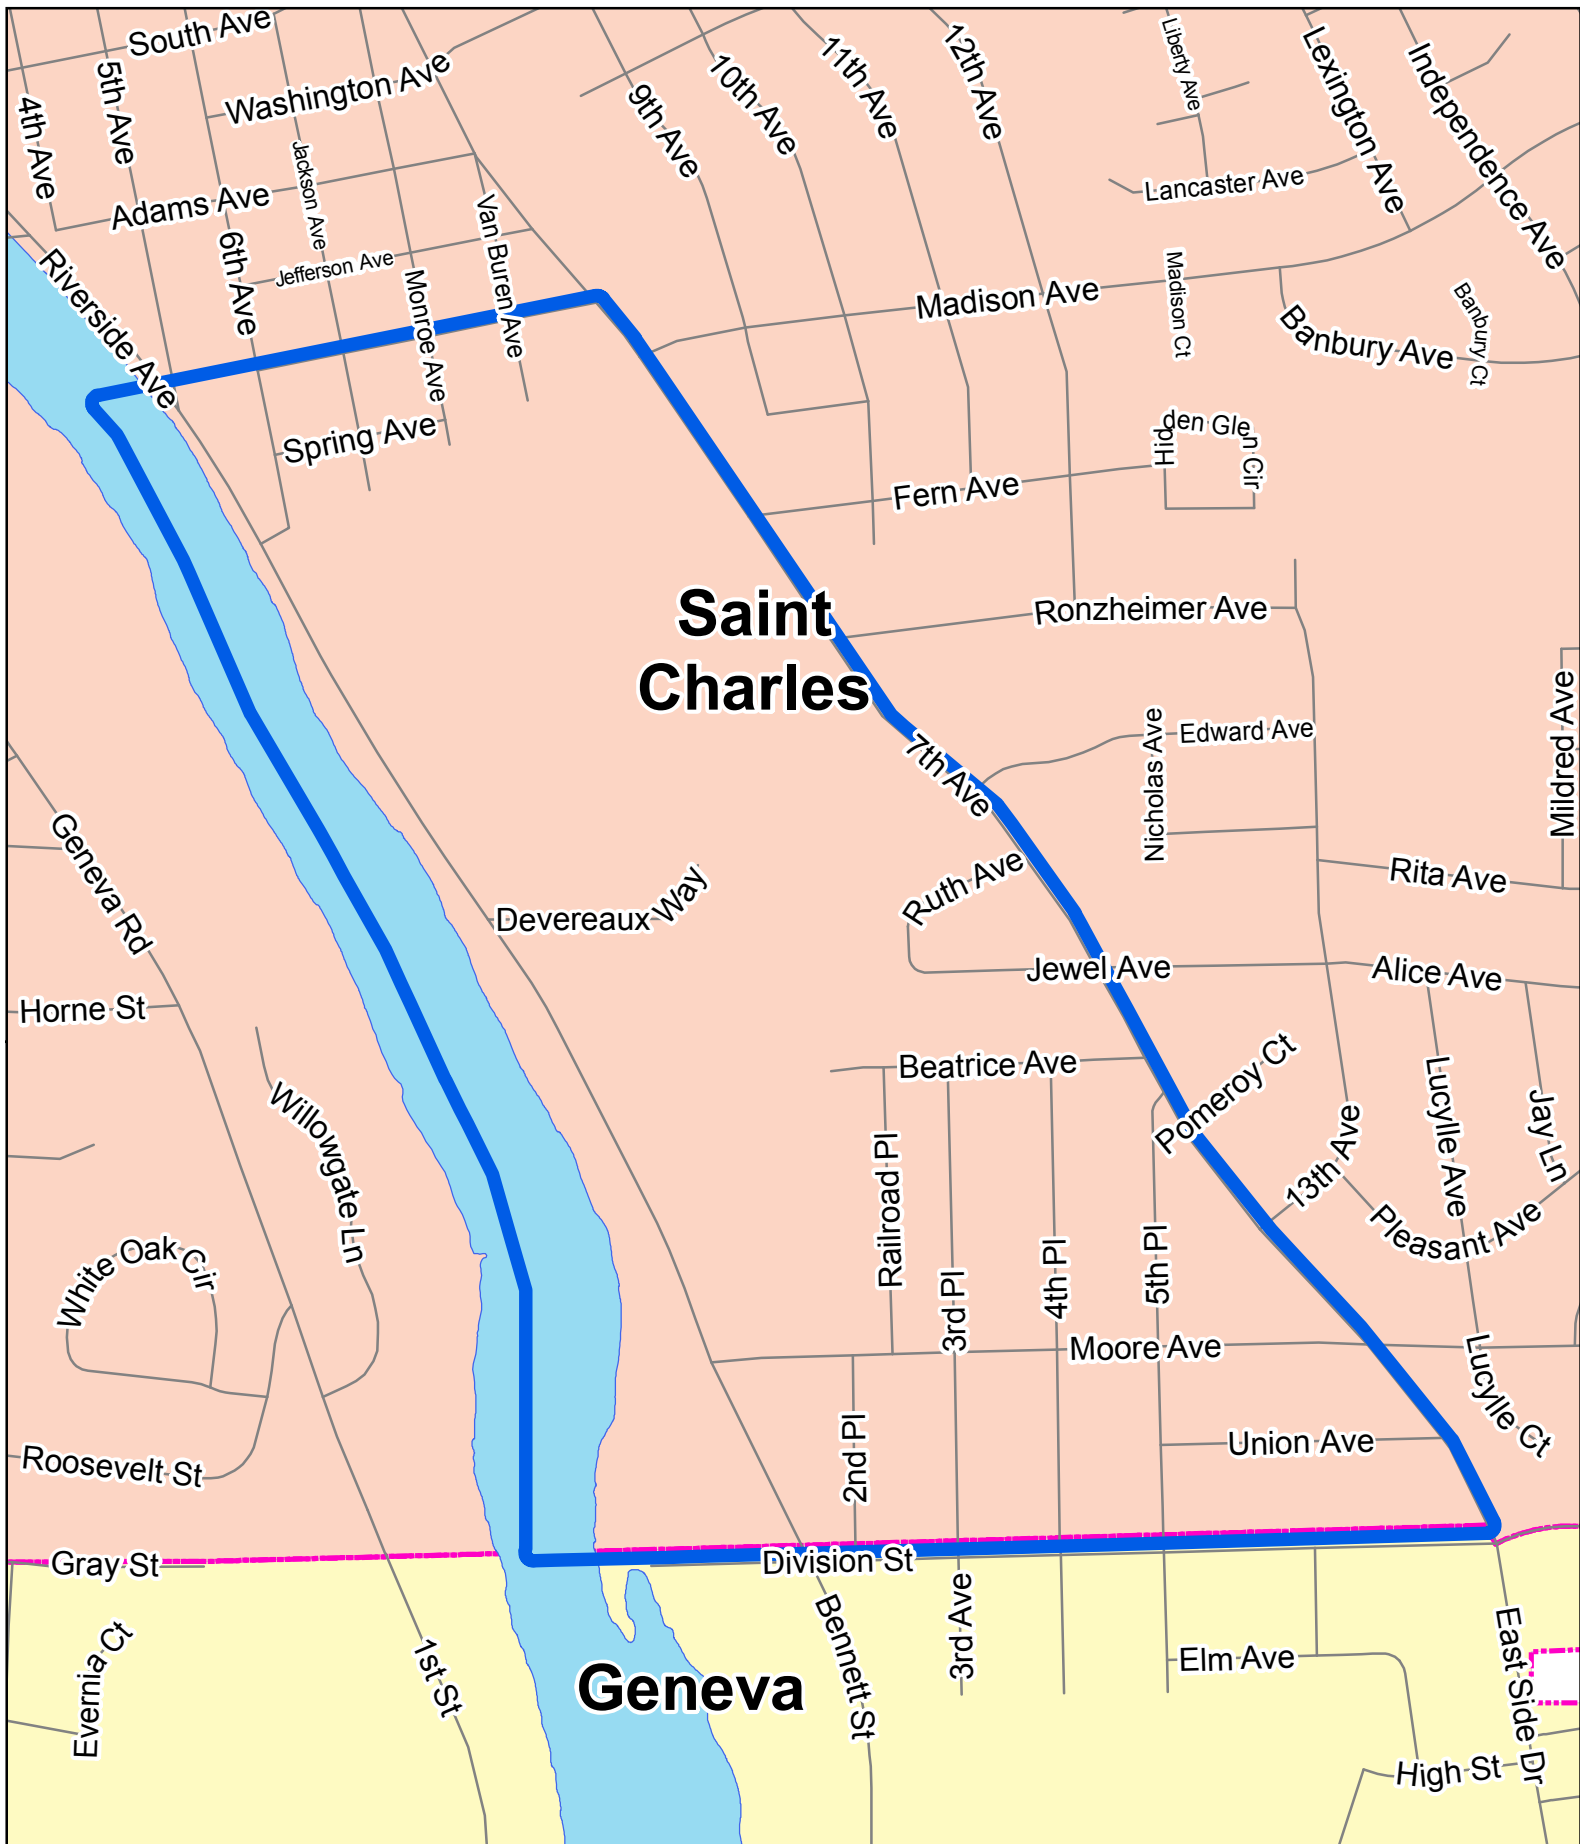 South Ave
5th Ave
4th Ave
Washington Ave
9th Ave
10th Ave
11th Ave
12th Ave
Liberty Ave
Lexington Ave
Independence Ave
Jackson Ave
Adams Ave
Lancaster Ave
Van Buren Ave
6th Ave
Jefferson Ave
Riverside Ave
Monroe Ave
Madison Ave
Madison Ct
Banbury Ave
Banbury Ct
Spring Ave
Hidden Glen Cir
Fern Ave
Saint
Charles
Ronzheimer Ave
7th Ave
Nicholas Ave
Edward Ave
Mildred Ave
Geneva Rd
Ruth Ave
Rita Ave
Devereaux Way
Jewel Ave
Alice Ave
Horne St
Beatrice Ave
Pomeroy Ct
Willowgate Ln
Lucylle Ave
Jay Ln
13th Ave
Railroad Pl
3rd Pl
4th Pl
5th Pl
Pleasant Ave
White Oak Cir
Moore Ave
Lucylle Ct
2nd Pl
Union Ave
Roosevelt St
Gray St
Division St
Evernia Ct
1st St
Geneva
Bennett St
3rd Ave
Elm Ave
East Side Dr
High St